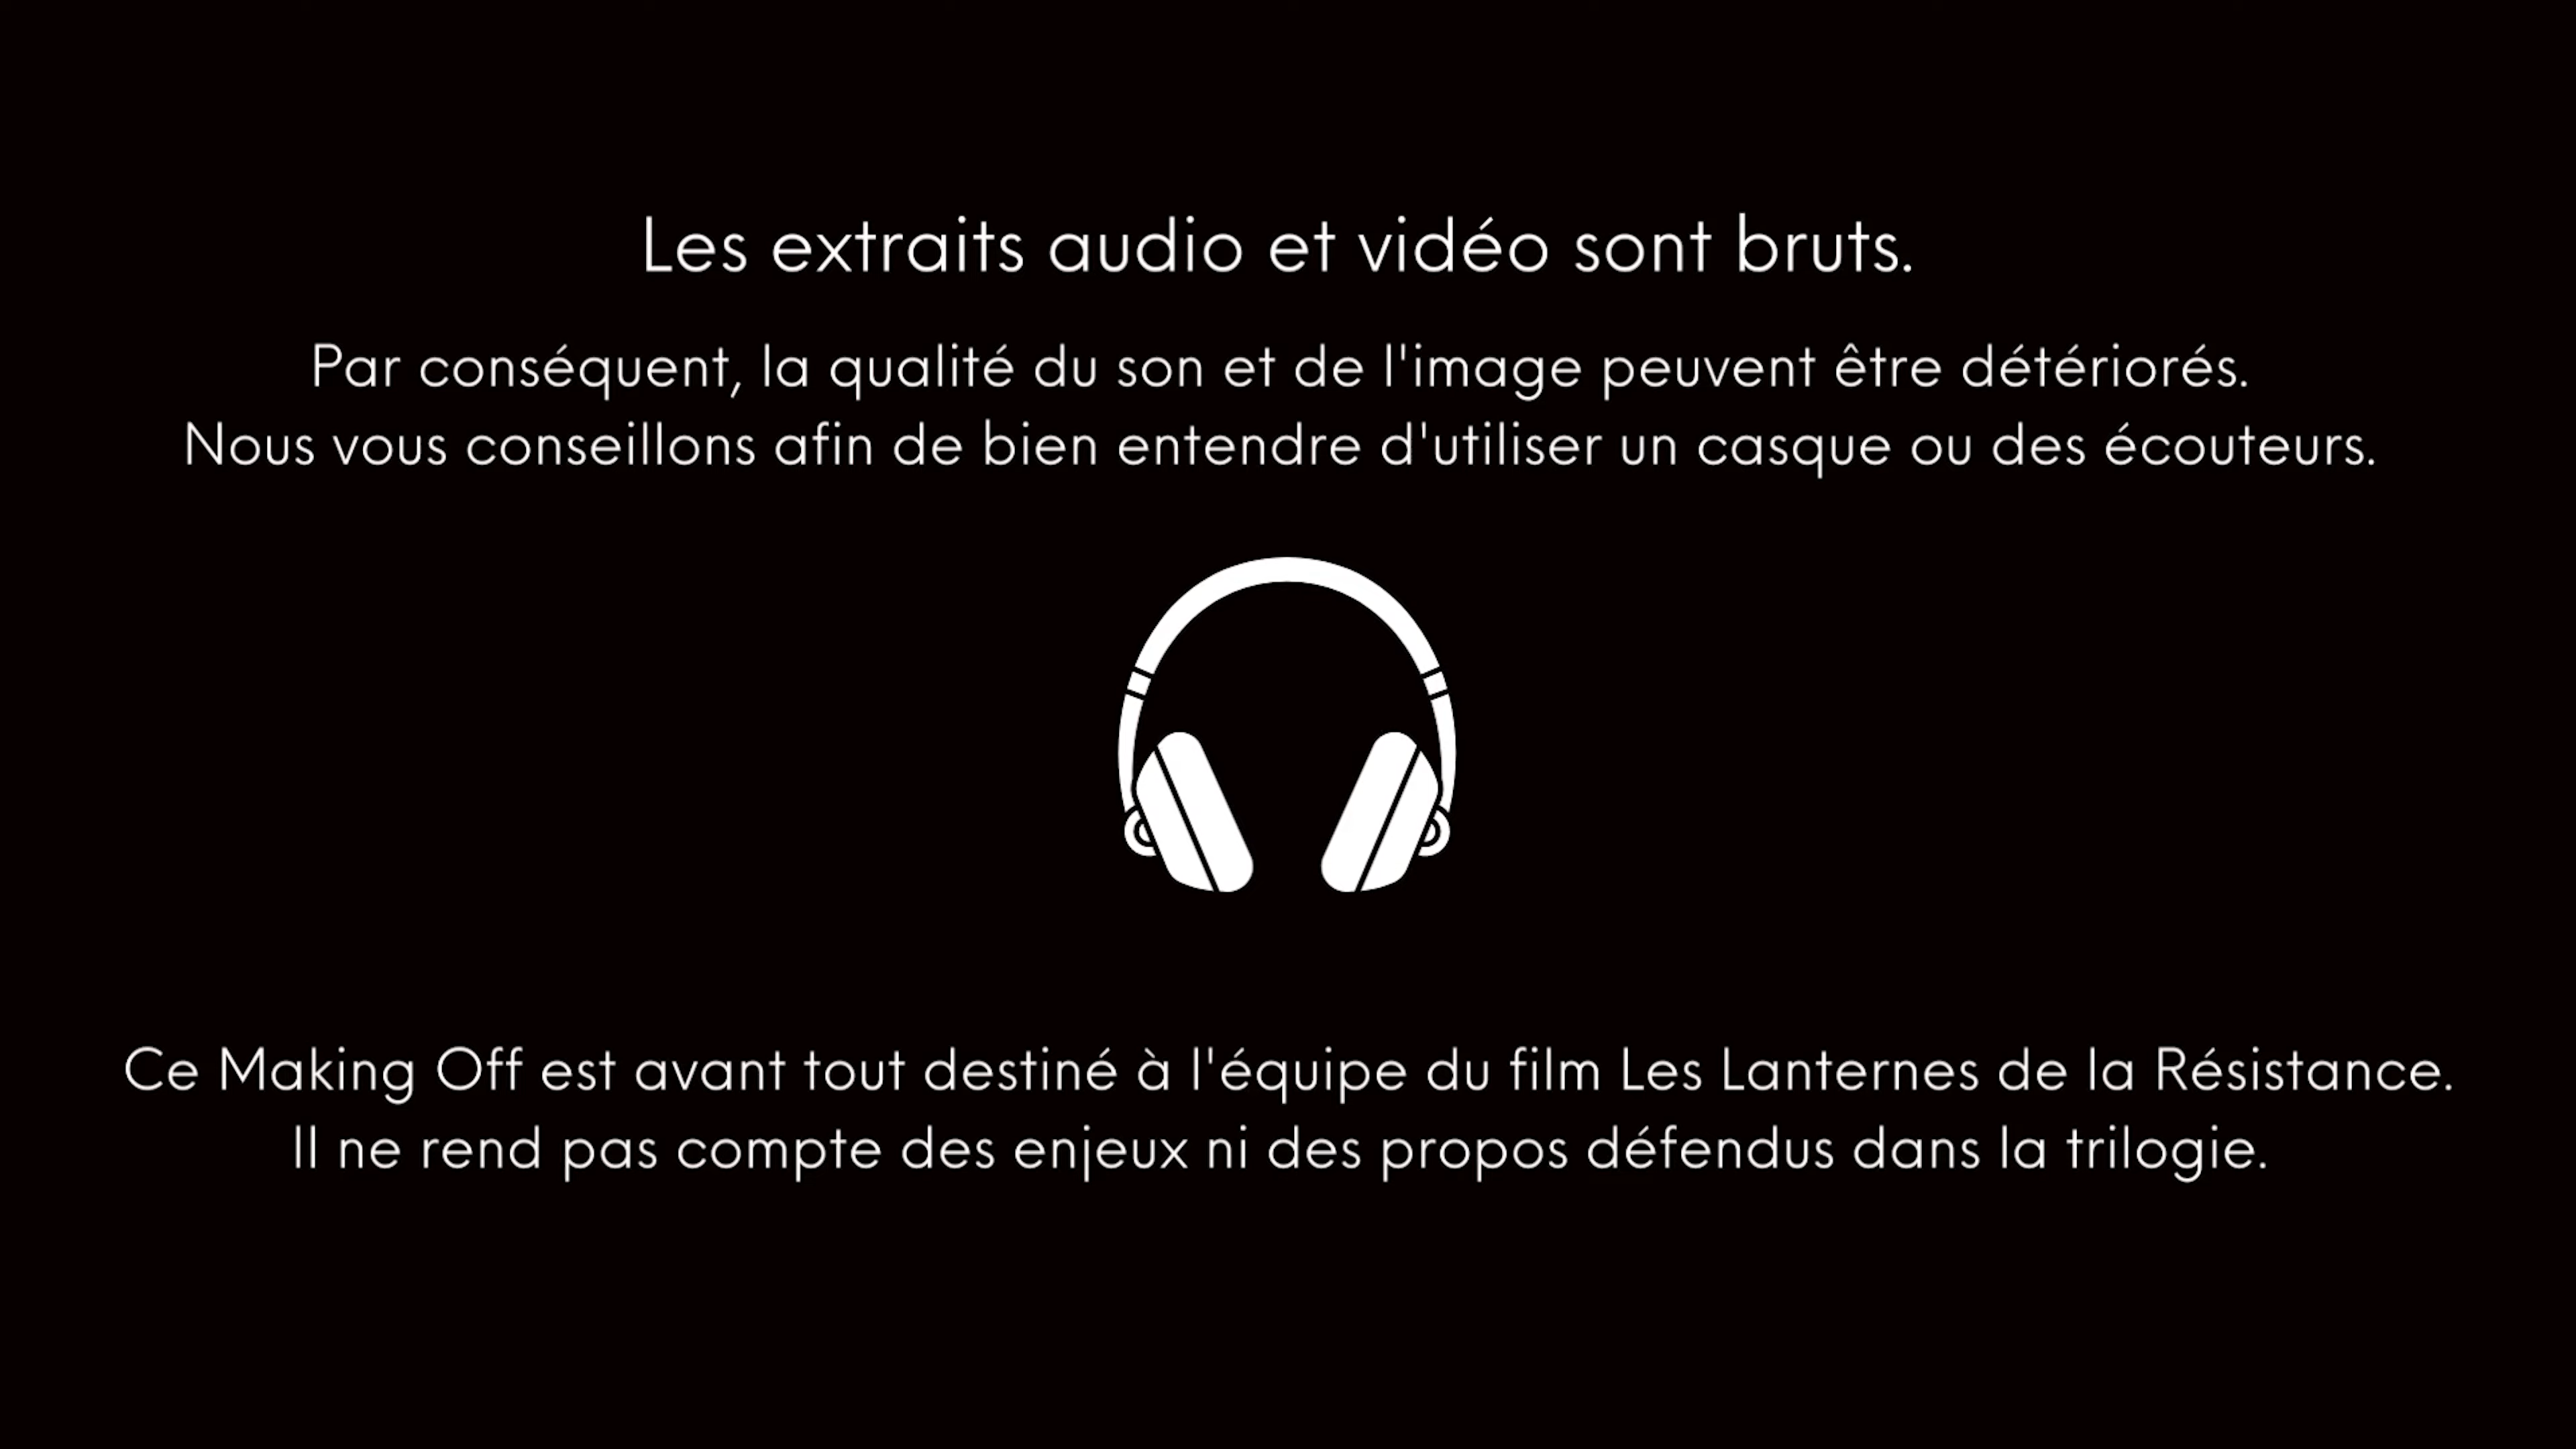 Les extraits audio et vidéo sont bruts.
Par conséquent, la qualité du son et de l'image peuvent être détériorés.
Nous vous conseillons afin de bien entendre d'utiliser un casque ou des écouteurs.
Ce Making Off est avant tout destiné à l'équipe du film Les Lanternes de la Résistance.
Il ne rend pas compte des enjeux ni des propos défendus dans la trilogie.